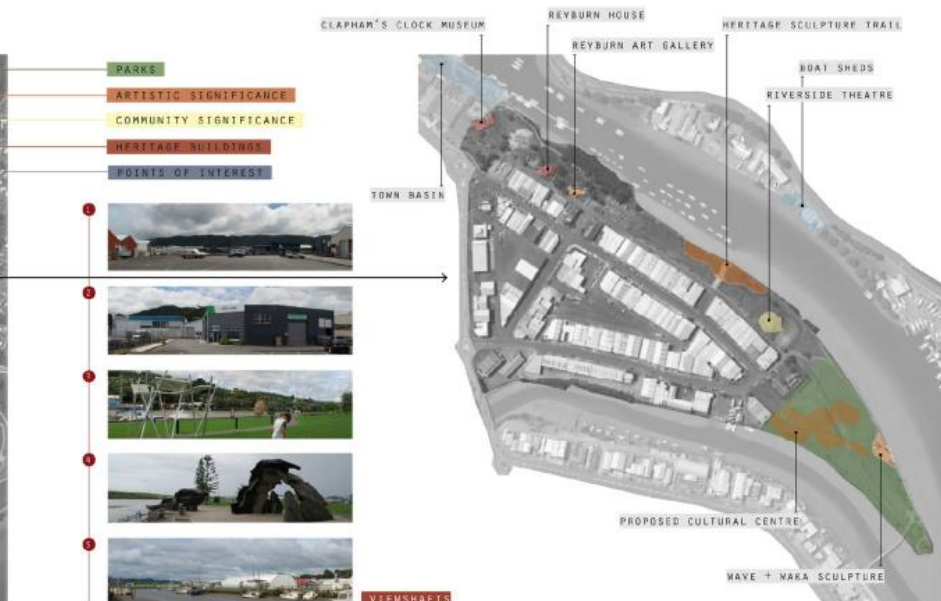 PARKS
ARTISTIC SIGNIFICANCE
COMMUNITY SIGNIFICANCE
HERITAGE BUILDINGS
POINTS OF INTEREST
1
2
3
4
5
VIEWSHAFTS
CLAPHAM'S CLOCK MUSEUM
REYBURN HOUSE
REYBURN ART GALLERY
HERITAGE SCULPTURE TRAIL
BOAT SHEDS
RIVERSIDE THEATRE
TOWN BASIN
PROPOSED CULTURAL CENTRE
WAVE + WAKA SCULPTURE